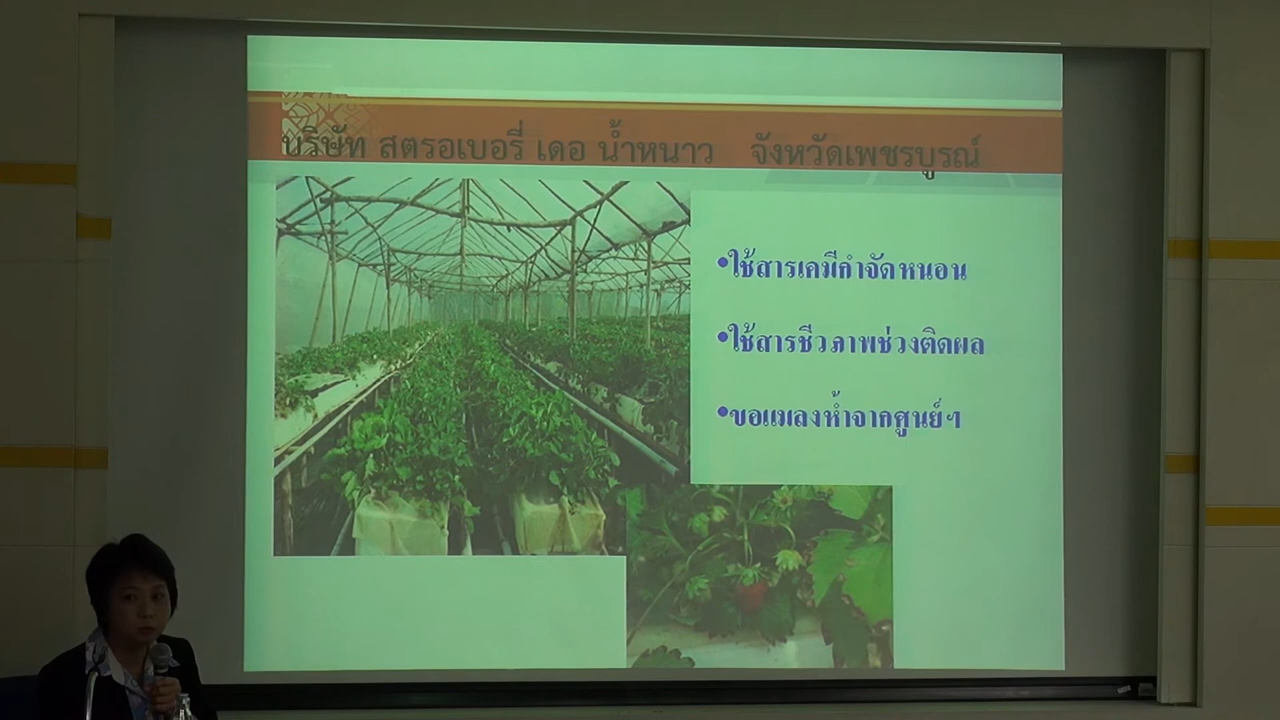 บริษัท สตรอเบอรี่ เดอ น้ำหนาว จังหวัดเพชรบูรณ์
•ใช้สารเคมีกำจัดหนอน
•ใช้สารชีวภาพช่วงติดผล
•ขอแมลงห้ำจากศูนย์ฯ